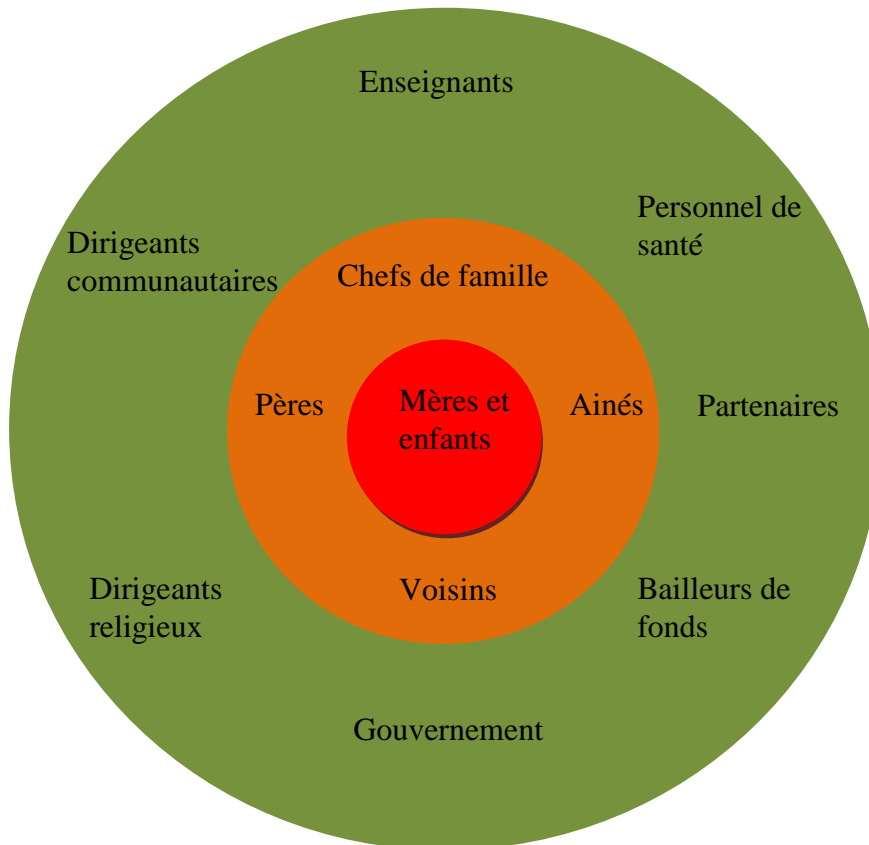 Enseignants
Personnel de
santé
Dirigeants
communautaires
Chefs de famille
Pères
Mères et
enfants
Ainés
Partenaires
Dirigeants
religieux
Voisins
Bailleurs de
fonds
Gouvernement